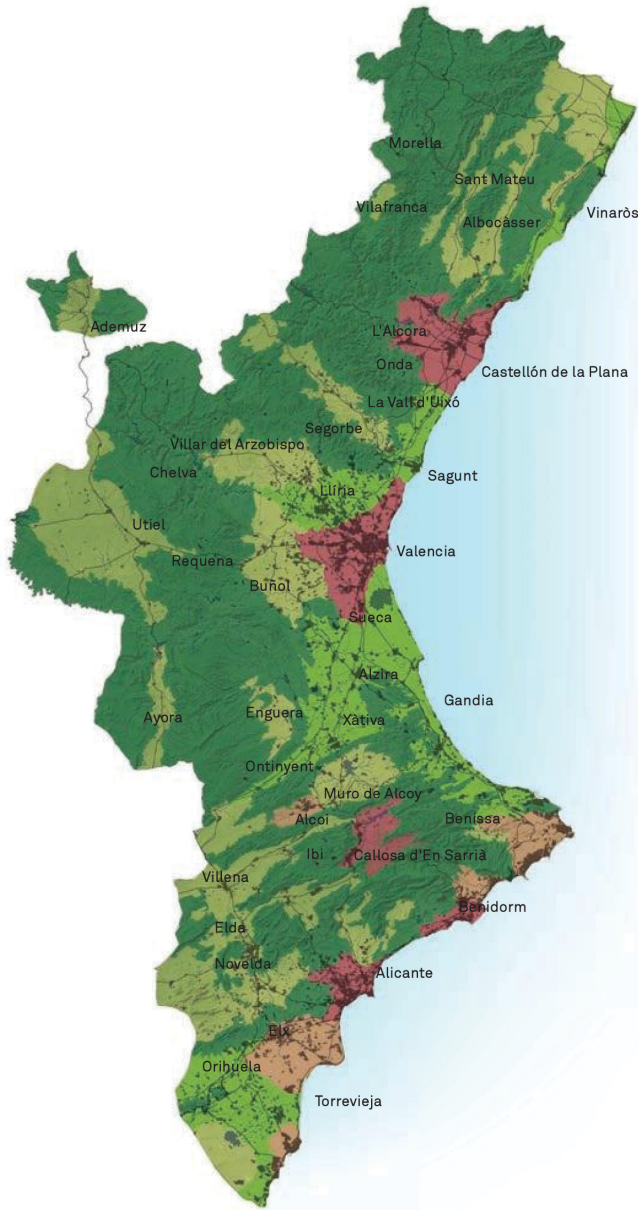 Morella
Sant Mateu
Vilafranca
Albocàsser
Vinaròs
Ademuz
L'Alcora
Onda
Castellón de la Plana
La Vall d'Uixó
Segorbe
Villar del Arzobispo
Chelva
Sagunt
Llíria
Utiel
Valencia
Requena
Buñol
Sueca
Alzira
Gandia
Enguera
Ayora
Xàtiva
Ontinyent
Muro de Alcoy
Alcoi
Benissa
Ibi
Callosa d'En Sarrià
Villena
Benidorm
Elda
Novelda
Alicante
Elx
Orihuela
Torrevieja